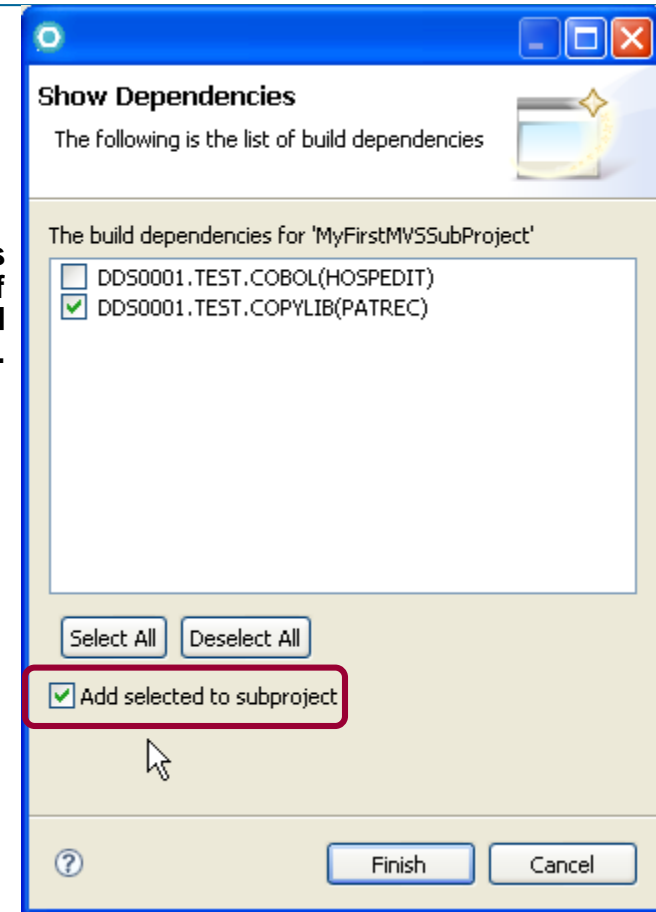 Show Dependencies
The following is the list of build dependencies
The build dependencies for 'MyFirstMVSSubProject'
DDS0001.TEST.COBOL(HOSPEDIT)
DDS0001.TEST.COPYLIB(PATREC)
Select All
Deselect All
Add selected to subproject
Finish
Cancel